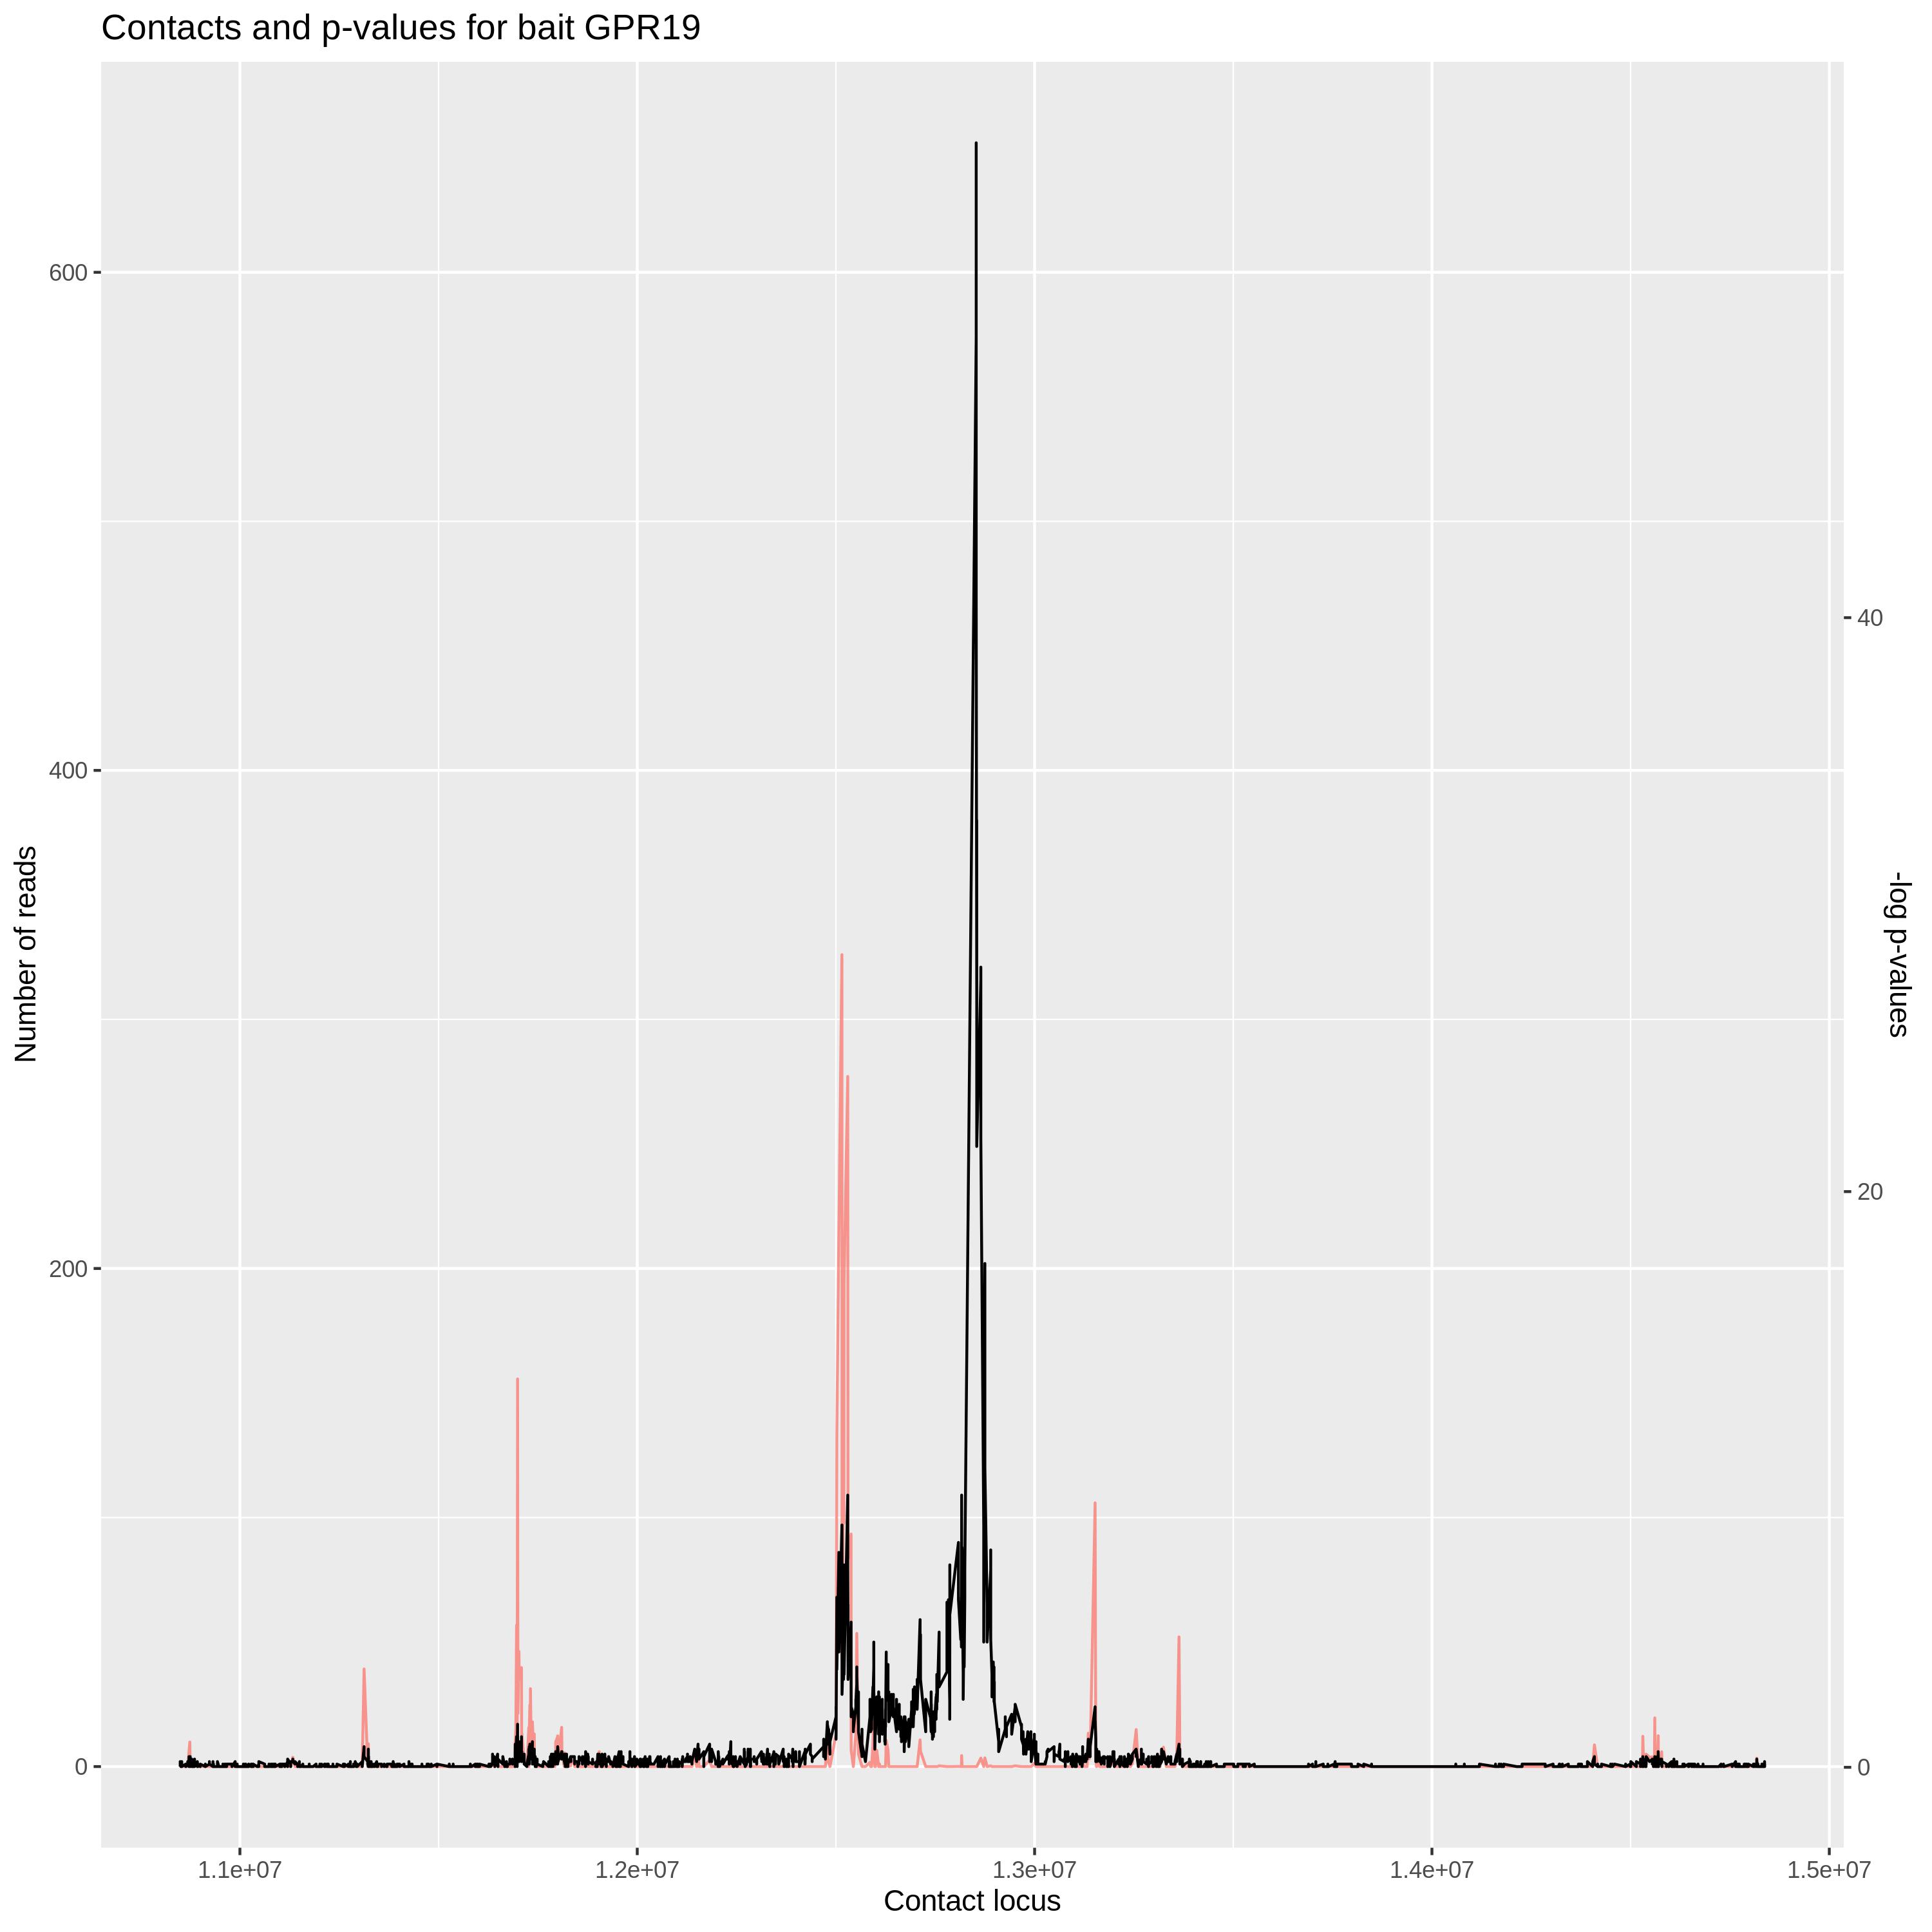 Contacts and p-values for bait GPR19
600
400
200
0
Number of reads
40
20
0
-log p-values
1.1e+07 1.2e+07 1.3e+07 1.4e+07 1.5e+07
Contact locus